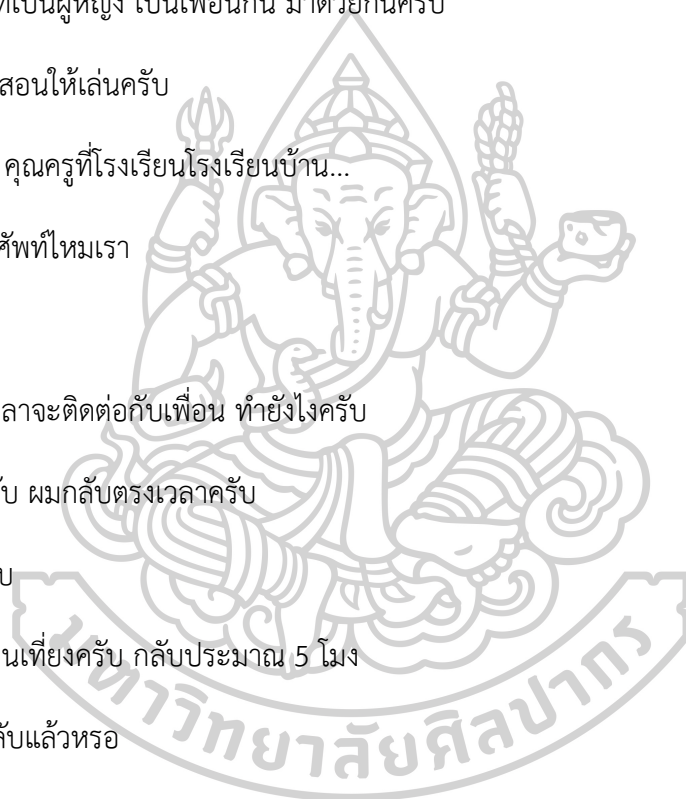 ที่เป็นผู้หญิง เป็นเพื่อนกัน มาด้วยกันครับ
สอนให้เล่นครับ
คุณครูที่โรงเรียนโรงเรียนบ้าน...
ศัพท์ไหมเรา
ลาจะติดต่อกับเพื่อน ทำยังไงครับ
ับ ผมกลับตรงเวลาครับ
บ
นเที่ยงครับ กลับประมาณ 5 โมง
ลับแล้วหรอ
มหาวิทยาลัยศิลปากร